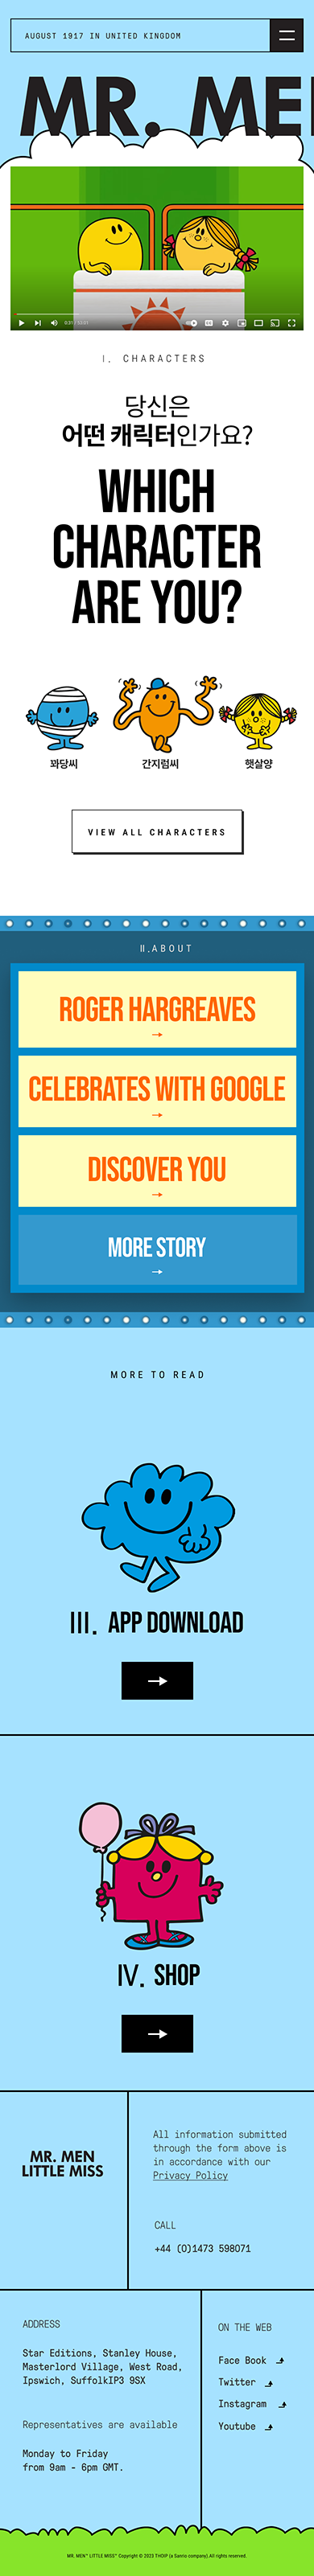 AUGUST 1917 IN UNITED KINGDOM
MR. ME
I. CHARACTERS
당신은
어떤 캐릭터인가요?
WHICH
CHARACTER
ARE YOU?
꽈당씨 간지럼씨 햇살양
VIEW ALL CHARACTERS
II.ABOUT
ROGER HARGREAVES
CELEBRATES WITH GOOGLE
DISCOVER YOU
MORE STORY
MORE TO READ
III. APP DOWNLOAD
IV. SHOP
MR. MEN
LITTLE MISS
All information submitted
through the form above is
in accordance with our
Privacy Policy
CALL
+44 (0)1473 598071
ADDRESS
Star Editions, Stanley House,
Masterlord Village, West Road,
Ipswich, SuffolkIP3 9SX
Representatives are available
Monday to Friday
from 9am - 6pm GMT.
ON THE WEB
Face Book
Twitter
Instagram
Youtube
MR. MEN™ LITTLE MISS™ Copyright © 2023 THOIP (a Sanrio company).All rights reserved.